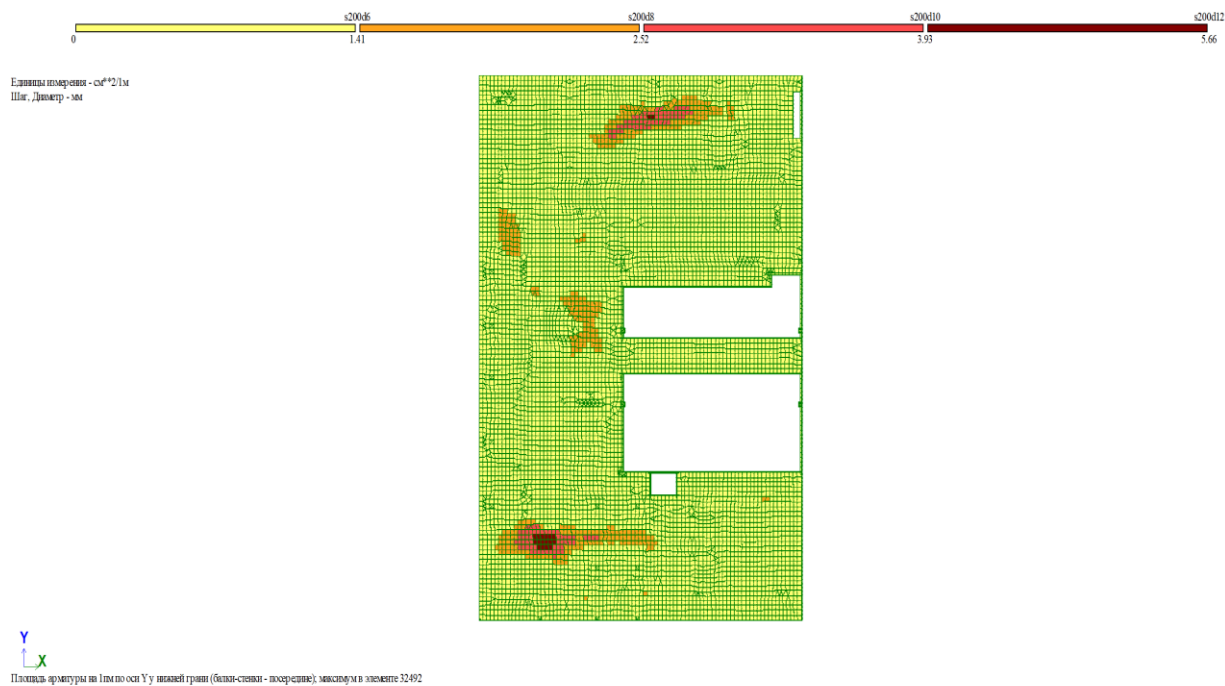 s200d6 s200d8 s200d10 s200d12
0 1.41 2.52 3.93 5.66
Единицы измерения - см**2/1м
Шаг, Диаметр - мм
Y
X
Площадь арматуры на 1пм по оси Y у нижней грани (балки-стенки - посередине); максимум в элементе 32492